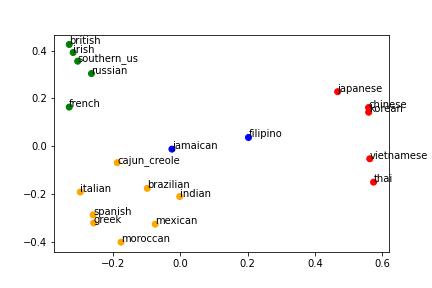 british
irish
southern_us
russian
french
japanese
chinese
korean
filipino
jamaican
vietnamese
thai
cajun_creole
italian
brazilian
indian
spanish
greek
mexican
moroccan
0.4
0.2
0.0
−0.2
−0.4
−0.2 0.0 0.2 0.4 0.6